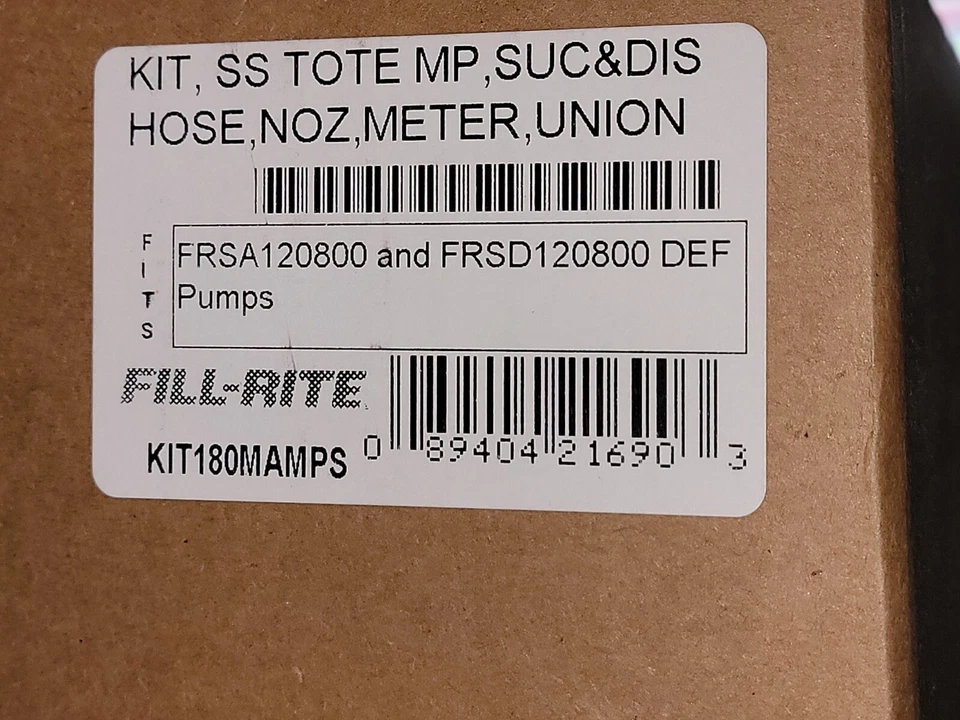 KIT, SS TOTE MP,SUC&DIS
HOSE,NOZ,METER,UNION
FITS
FRSA120800 and FRSD120800 DEF
Pumps
FILL-RITE
KIT180MAMPS
0 89404 21690 3